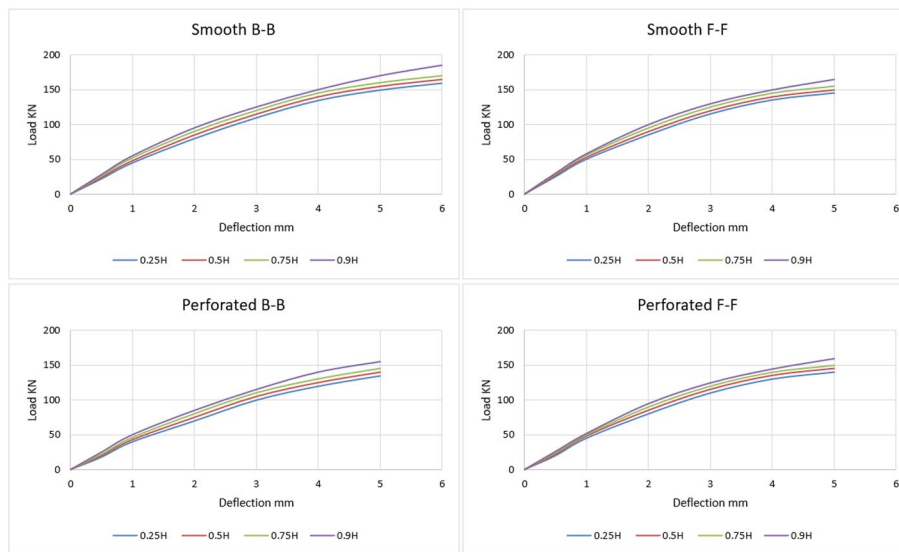 Smooth B-B
200
150
100
50
0
Load KN
0 1 2 3 4 5 6
Deflection mm
0.25H 0.5H 0.75H 0.9H
Smooth F-F
200
150
100
50
0
Load KN
0 1 2 3 4 5 6
Deflection mm
0.25H 0.5H 0.75H 0.9H
Perforated B-B
200
150
100
50
0
Load KN
0 1 2 3 4 5 6
Deflection mm
0.25H 0.5H 0.75H 0.9H
Perforated F-F
200
150
100
50
0
Load KN
0 1 2 3 4 5 6
Deflection mm
0.25H 0.5H 0.75H 0.9H